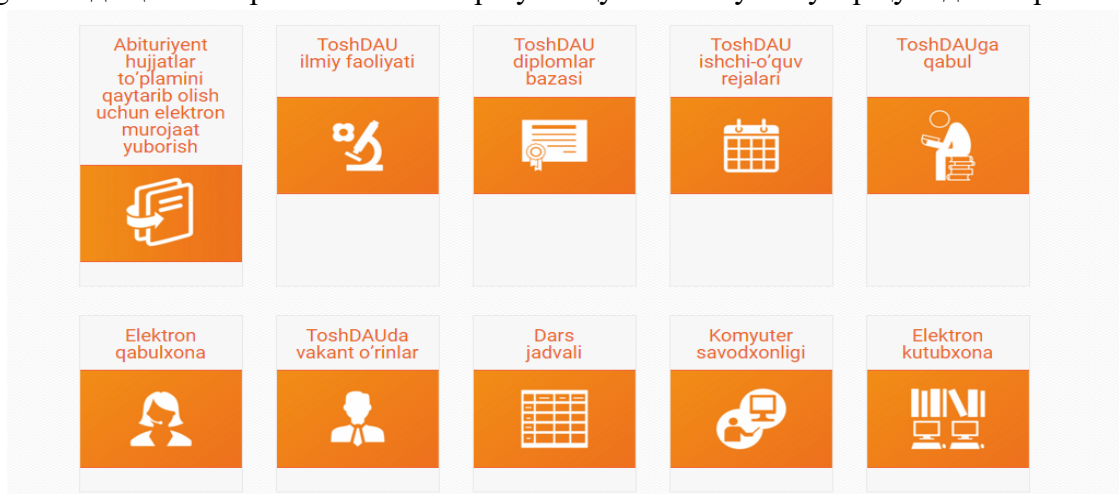 Abituriyent
hujjatlar
to'plamini
qaytarib olish
uchun elektron
murojaat
yuborish
ToshDAU
ilmiy faoliyati
ToshDAU
diplomlar
bazasi
ToshDAU
ishchi-o'quv
rejalari
ToshDAUga
qabul
Elektron
qabulxona
ToshDAUda
vakant o'rinlar
Dars
jadvali
Komyuter
savodxonligi
Elektron
kutubxona